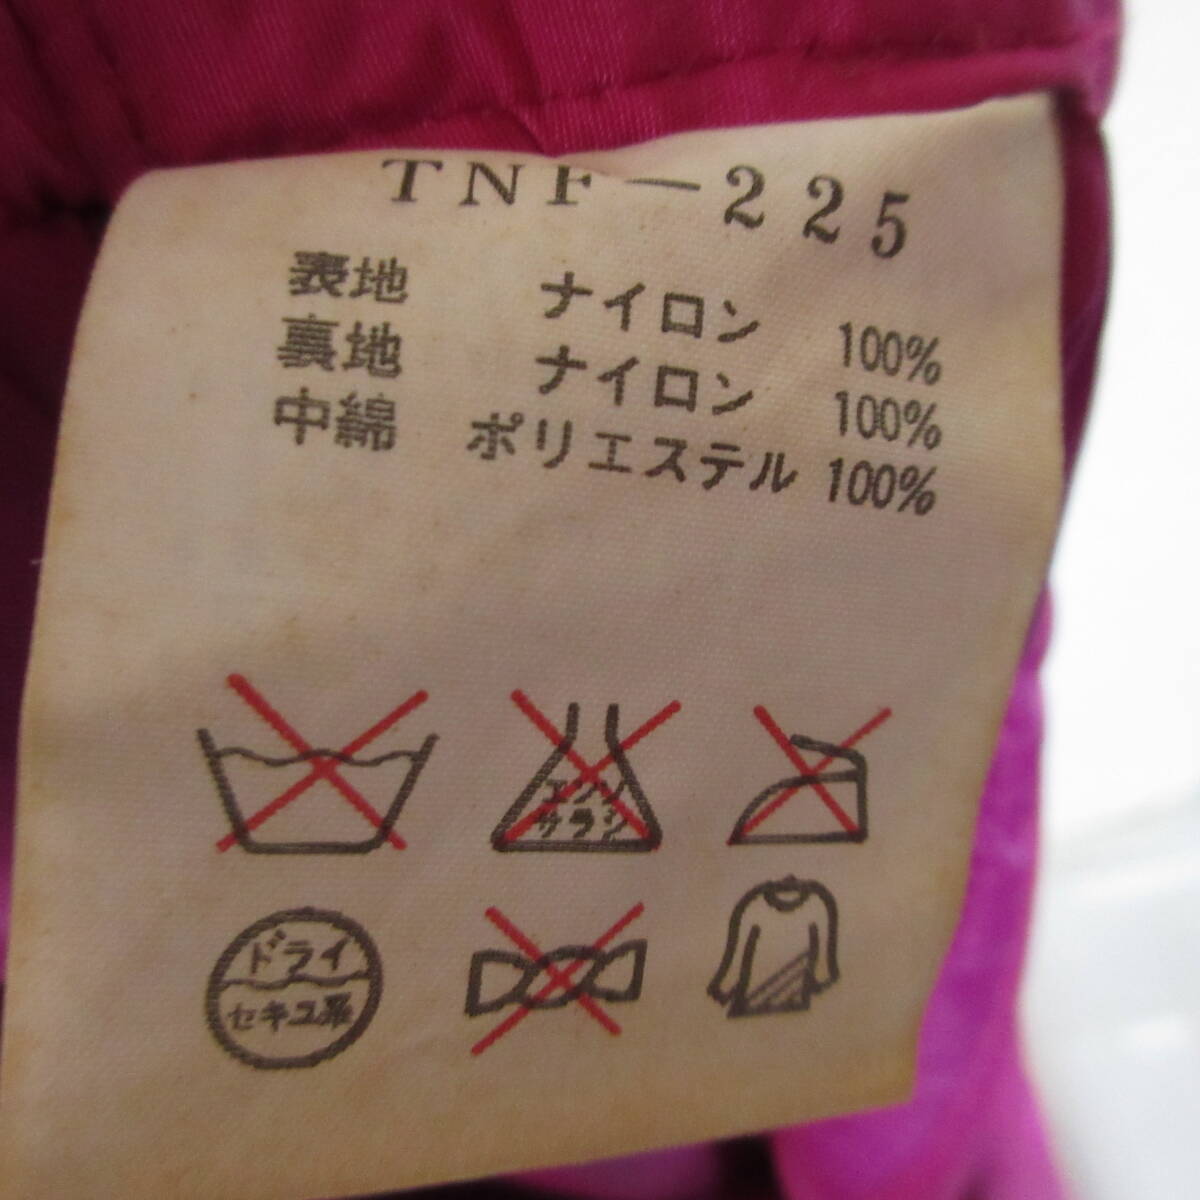 TNF-225
表地 ナイロン 100%
裏地 ナイロン 100%
中綿 ポリエステル 100%
エンソ
サラシ
ドライ
セキユ系